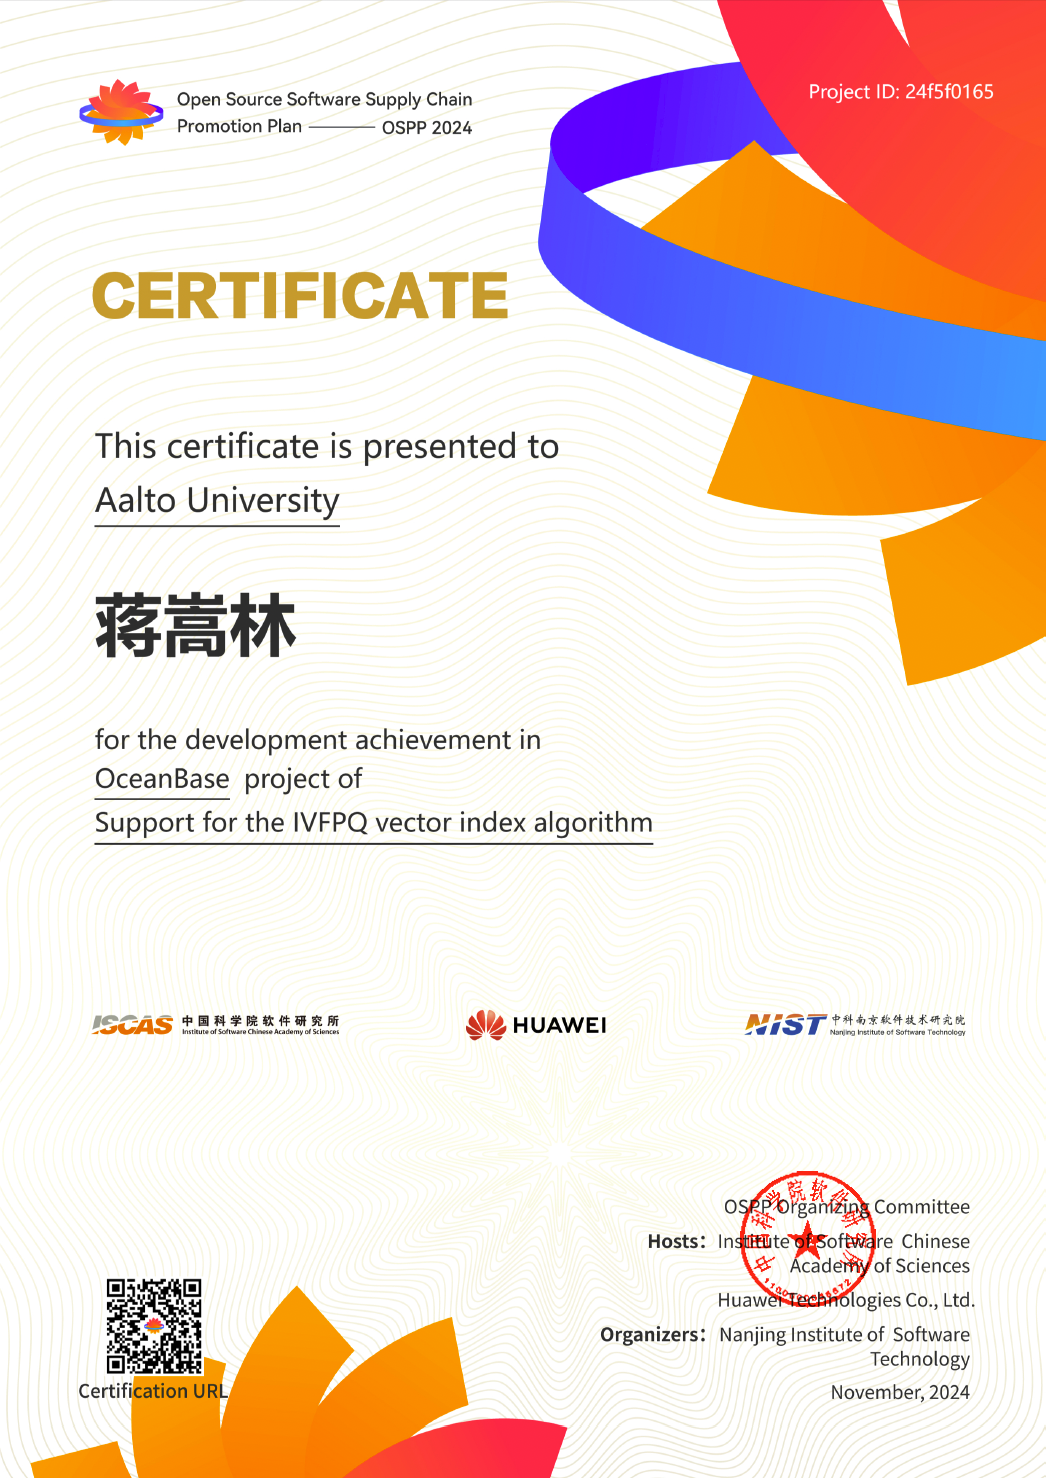 Open Source Software Supply Chain
Promotion Plan ——— OSPP 2024
Project ID: 24f5f0165
CERTIFICATE
This certificate is presented to
Aalto University
蒋嵩林
for the development achievement in
OceanBase project of
Support for the IVFPQ vector index algorithm
ISCAS 中国科学院软件研究所
Institute of Software Chinese Academy of Sciences
HUAWEI
NIST 中科南京软件技术研究院
Nanjing Institute of Software Technology
OSPP Organizing Committee
Hosts: Institute of Software Chinese
Academy of Sciences
Huawei Technologies Co., Ltd.
Organizers: Nanjing Institute of Software
Technology
November, 2024
中国科学院软件研究所
Certification URL